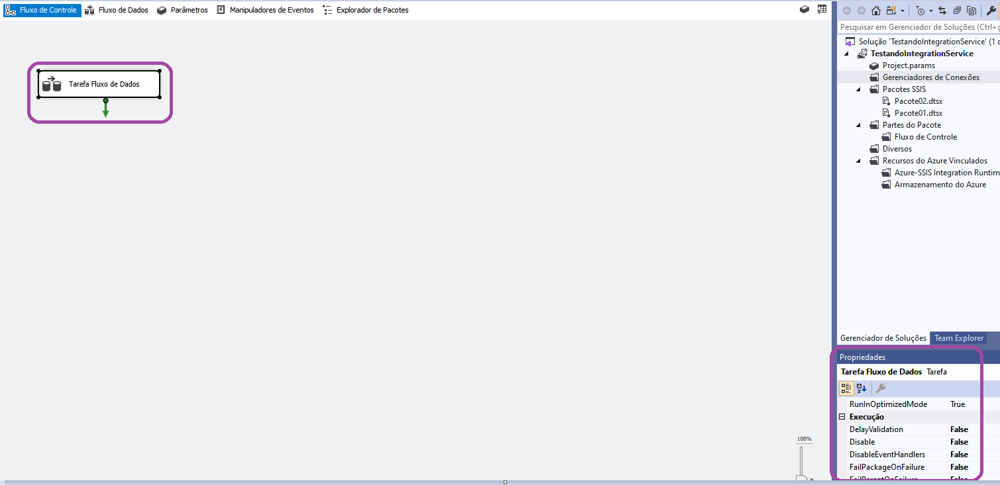 Fluxo de Controle Fluxo de Dados Parâmetros Manipuladores de Eventos Explorador de Pacotes
Tarefa Fluxo de Dados
100%
Pesquisar em Gerenciador de Soluções (Ctrl+ç
Solução 'TestandoIntegrationService' (1
TestandoIntegrationService
Project.params
Gerenciadores de Conexões
Pacotes SSIS
Pacote02.dtsx
Pacote01.dtsx
Partes do Pacote
Fluxo de Controle
Diversos
Recursos do Azure Vinculados
Azure-SSIS Integration Runtim
Armazenamento do Azure
Gerenciador de Soluções Team Explorer
Propriedades
Tarefa Fluxo de Dados Tarefa
RunInOptimizedMode True
Execução
DelayValidation False
Disable False
DisableEventHandlers False
FailPackageOnFailure False
FailParentOnFailure False